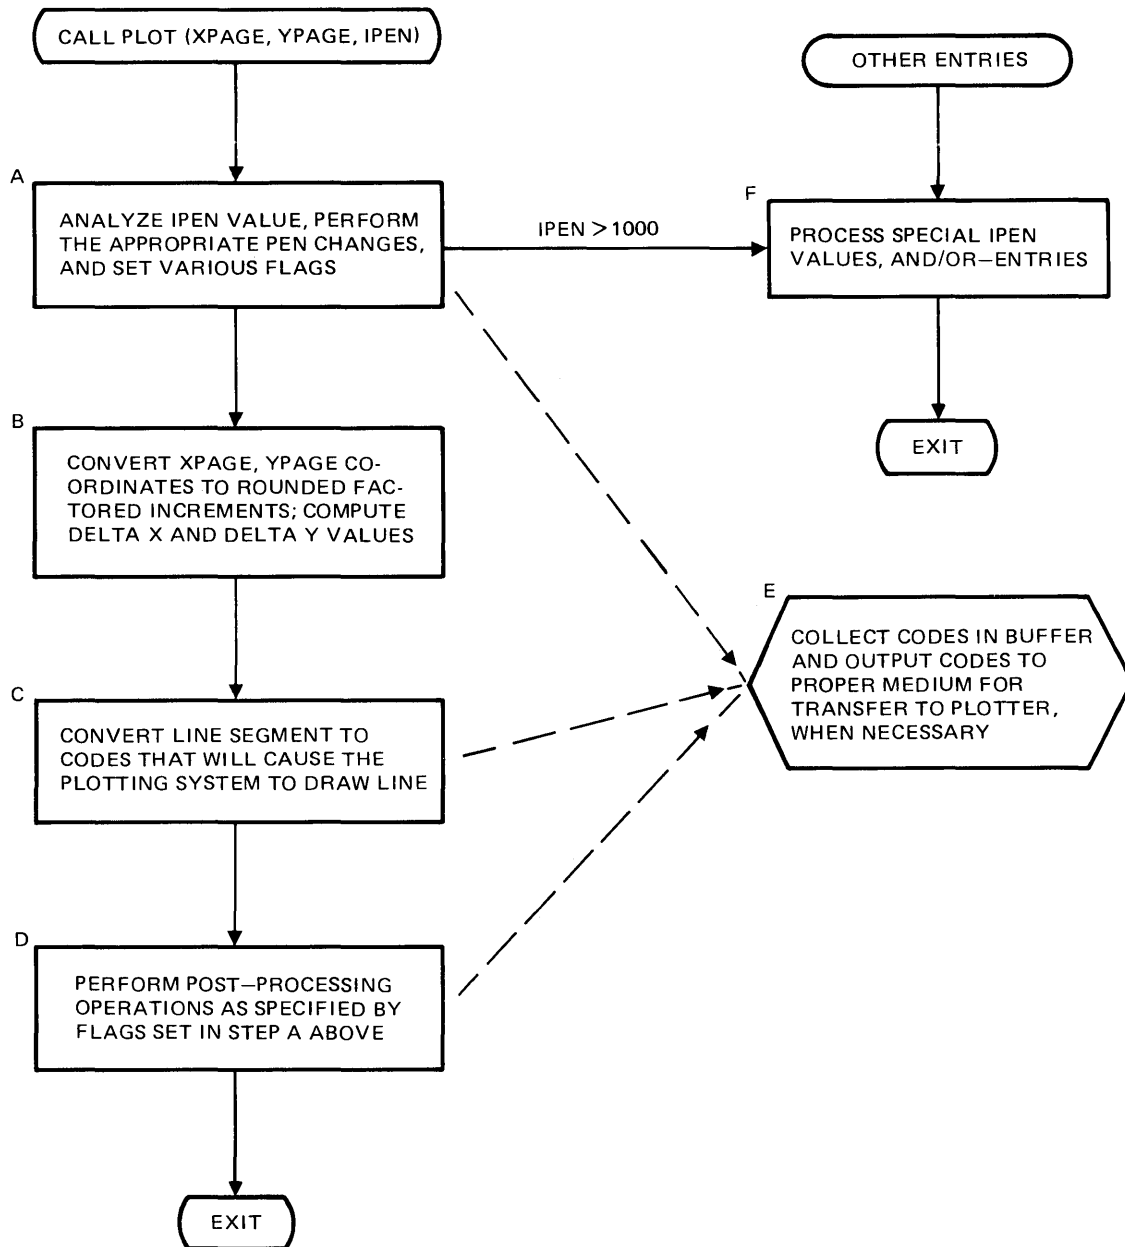 CALL PLOT (XPAGE, YPAGE, IPEN)
OTHER ENTRIES
A
ANALYZE IPEN VALUE, PERFORM
THE APPROPRIATE PEN CHANGES,
AND SET VARIOUS FLAGS
IPEN > 1000
F
PROCESS SPECIAL IPEN
VALUES, AND/OR—ENTRIES
EXIT
B
CONVERT XPAGE, YPAGE CO-
ORDINATES TO ROUNDED FAC-
TORED INCREMENTS; COMPUTE
DELTA X AND DELTA Y VALUES
E
COLLECT CODES IN BUFFER
AND OUTPUT CODES TO
PROPER MEDIUM FOR
TRANSFER TO PLOTTER,
WHEN NECESSARY
C
CONVERT LINE SEGMENT TO
CODES THAT WILL CAUSE THE
PLOTTING SYSTEM TO DRAW LINE
D
PERFORM POST—PROCESSING
OPERATIONS AS SPECIFIED BY
FLAGS SET IN STEP A ABOVE
EXIT